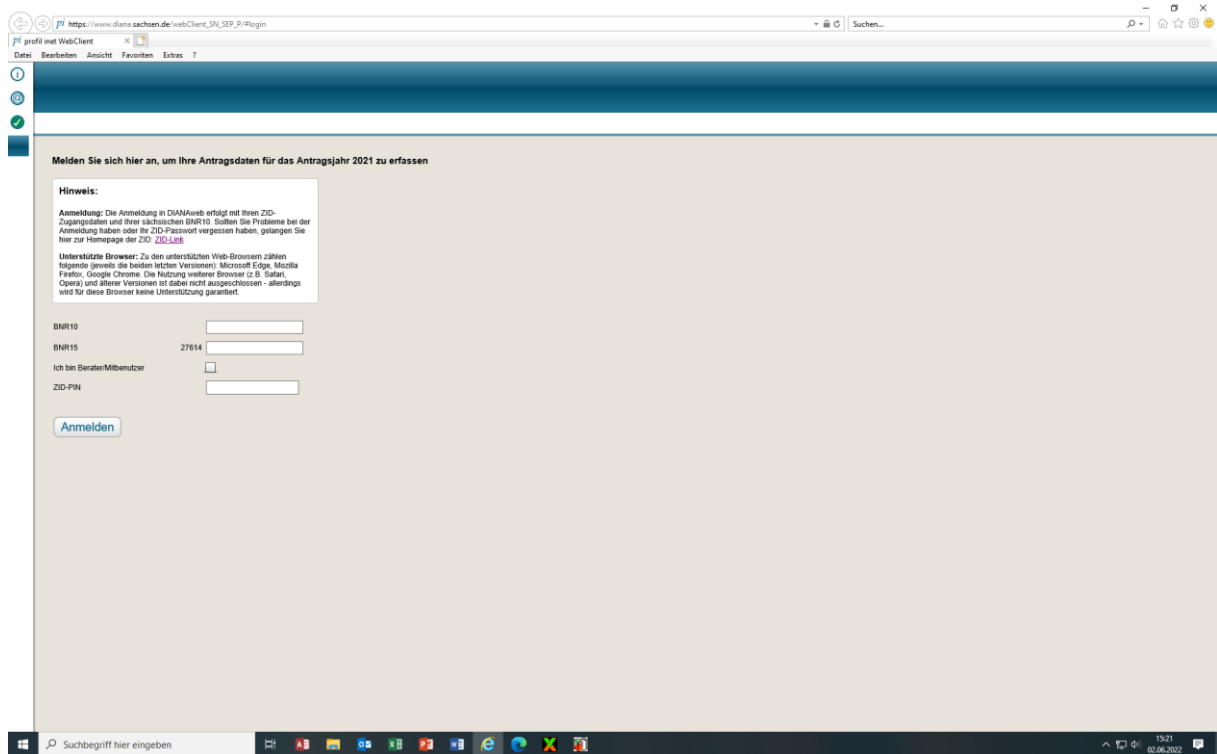 pi https://www.diana.sachsen.de/webClient_SN_SEP_P/#login
Suchen...
pi profil inet WebClient
Datei Bearbeiten Ansicht Favoriten Extras ?
Melden Sie sich hier an, um Ihre Antragsdaten für das Antragsjahr 2021 zu erfassen
Hinweis:
Anmeldung: Die Anmeldung in DIANAweb erfolgt mit Ihren ZID-
Zugangsdaten und Ihrer sächsischen BNR10. Sollten Sie Probleme bei der
Anmeldung haben oder Ihr ZID-Passwort vergessen haben, gelangen Sie
hier zur Homepage der ZID: ZID-Link
Unterstützte Browser: Zu den unterstützten Web-Browsern zählen
folgende (jeweils die beiden letzten Versionen): Microsoft Edge, Mozilla
Firefox, Google Chrome. Die Nutzung weiterer Browser (z.B. Safari,
Opera) und älterer Versionen ist dabei nicht ausgeschlossen - allerdings
wird für diese Browser keine Unterstützung garantiert.
BNR10
BNR15 27614
Ich bin Berater/Mitbenutzer
ZID-PIN
Anmelden
Suchbegriff hier eingeben
15:21
02.06.2022